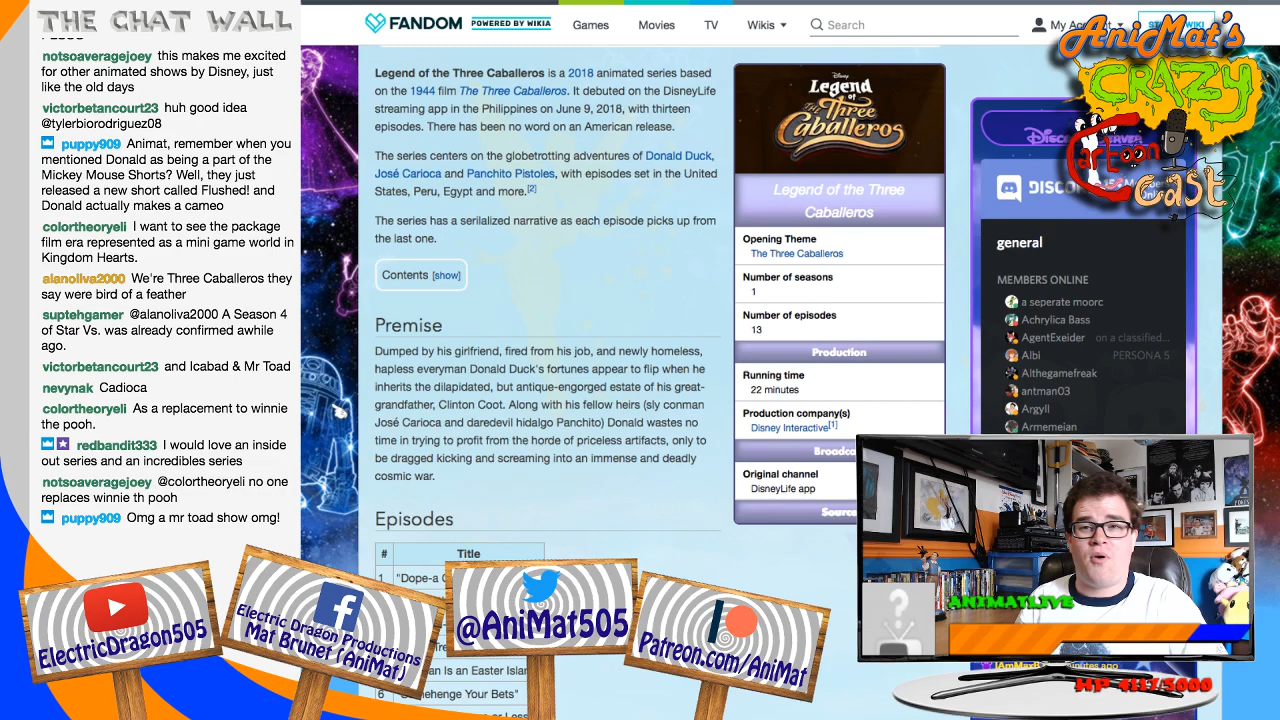 THE CHAT WALL
notsoaveragejoey this makes me excited
for other animated shows by Disney, just
like the old days
victorbetancourt23 huh good idea
@tylerbiorodriguez08
puppy909 Animat, remember when you
mentioned Donald as being a part of the
Mickey Mouse Shorts? Well, they just
released a new short called Flushed! and
Donald actually makes a cameo
colortheoryeli I want to see the package
film era represented as a mini game world in
Kingdom Hearts.
alanoliva2000 We're Three Caballeros they
say were bird of a feather
suptehgamer @alanoliva2000 A Season 4
of Star Vs. was already confirmed awhile
ago.
victorbetancourt23 and Icabad & Mr Toad
nevynak Cadioca
colortheoryeli As a replacement to winnie
the pooh.
redbandit333 I would love an inside
out series and an incredibles series
notsoaveragejoey @colortheoryeli no one
replaces winnie th pooh
puppy909 Omg a mr toad show omg!
FANDOM POWERED BY WIKIA Games Movies TV Wikis Search My Account
Legend of the Three Caballeros is a 2018 animated series based
on the 1944 film The Three Caballeros. It debuted on the DisneyLife
streaming app in the Philippines on June 9, 2018, with thirteen
episodes. There has been no word on an American release.
The series centers on the globetrotting adventures of Donald Duck,
José Carioca and Panchito Pistoles, with episodes set in the United
States, Peru, Egypt and more.[2]
The series has a serilalized narrative as each episode picks up from
the last one.
Contents [show]
Premise
Dumped by his girlfriend, fired from his job, and newly homeless,
hapless everyman Donald Duck's fortunes appear to flip when he
inherits the dilapidated, but antique-engorged estate of his great-
grandfather, Clinton Coot. Along with his fellow heirs (sly conman
José Carioca and daredevil hidalgo Panchito) Donald wastes no
time in trying to profit from the horde of priceless artifacts, only to
be dragged kicking and screaming into an immense and deadly
cosmic war.
Episodes
# Title
1 "Dope-a
an Is an Easter Islan
6 "
henge Your Bets"
Disney
Legend
of
The Three
Caballeros
Legend of the Three
Caballeros
Opening Theme
The Three Caballeros
Number of seasons
1
Number of episodes
13
Production
Running time
22 minutes
Production company(s)
Disney Interactive[1]
Broadca
Original channel
DisneyLife app
Source
AniMat's
CRAZY
Cartoon
Cast
general
MEMBERS ONLINE
a seperate moorc
Achrylica Bass
AgentExeider on a classified...
Albi PERSONA 5
Althegamefreak
antman03
Argyll
Armemeian
ANIMATLIVE
HP 4117/5000
ElectricDragon505
Electric Dragon Productions
Mat Brunet (AniMat)
@AniMat505
Patreon.com/AniMat